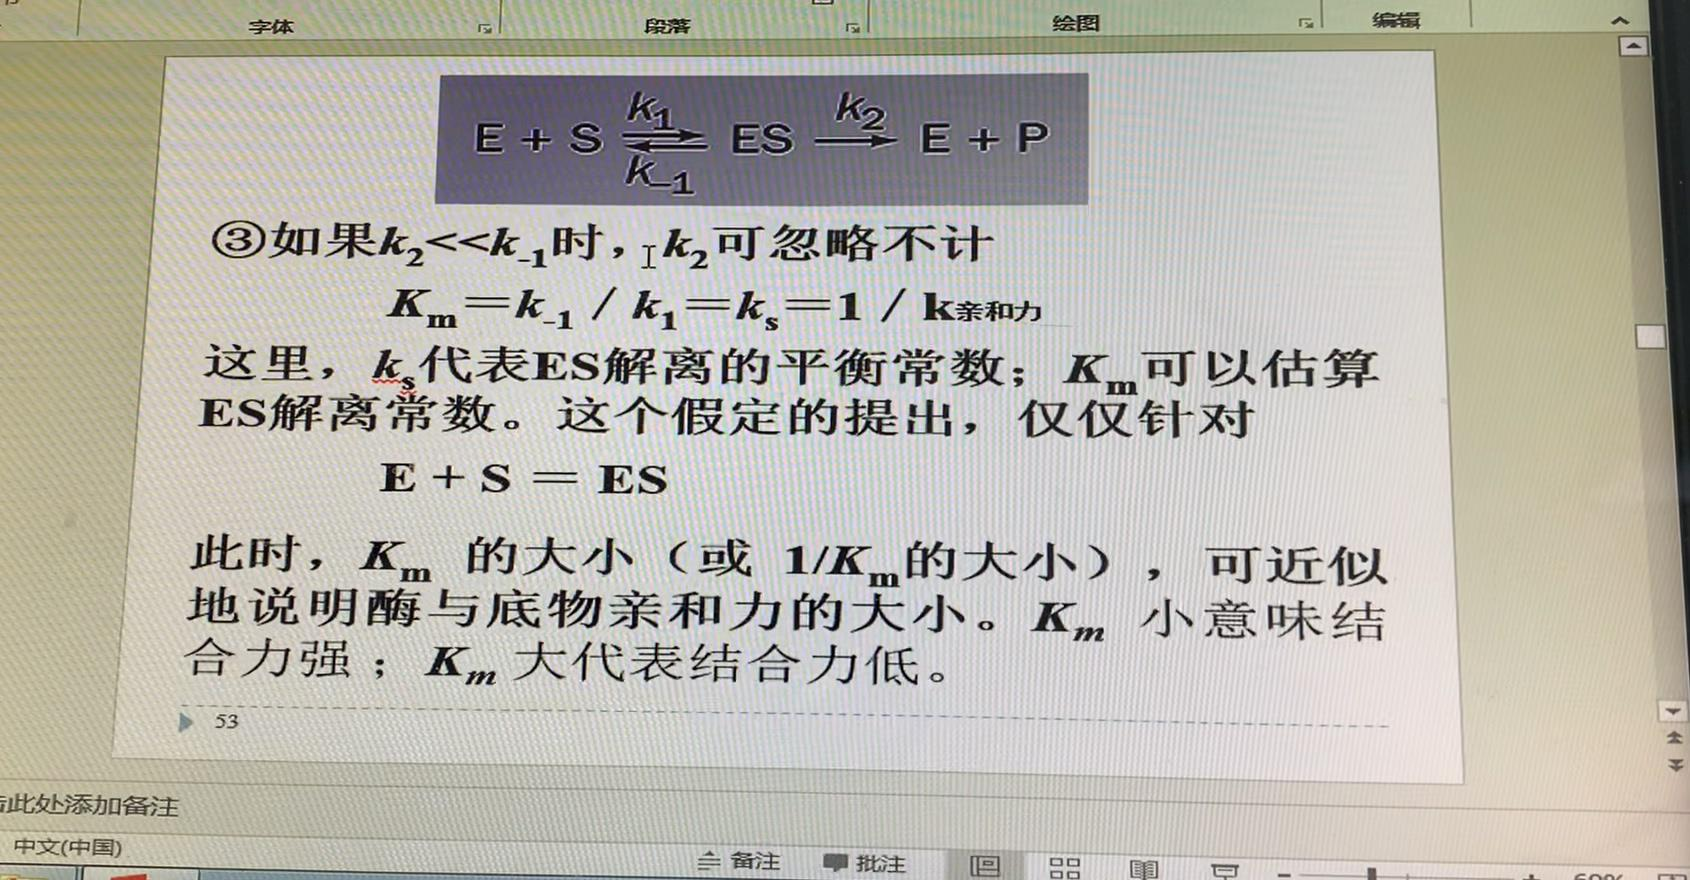 字体 段落 绘图 编辑
k1 k2
E + S ⇌ ES → E + P
k-1
③如果k2<<k-1时，k2可忽略不计
Km＝k-1 / k1＝ks＝1 / k亲和力
这里，ks代表ES解离的平衡常数；Km可以估算
ES解离常数。这个假定的提出，仅仅针对
E + S ＝ ES
此时，Km 的大小（或 1/Km的大小），可近似
地说明酶与底物亲和力的大小。Km 小意味结
合力强；Km 大代表结合力低。
53
此处添加备注
中文(中国) 备注 批注